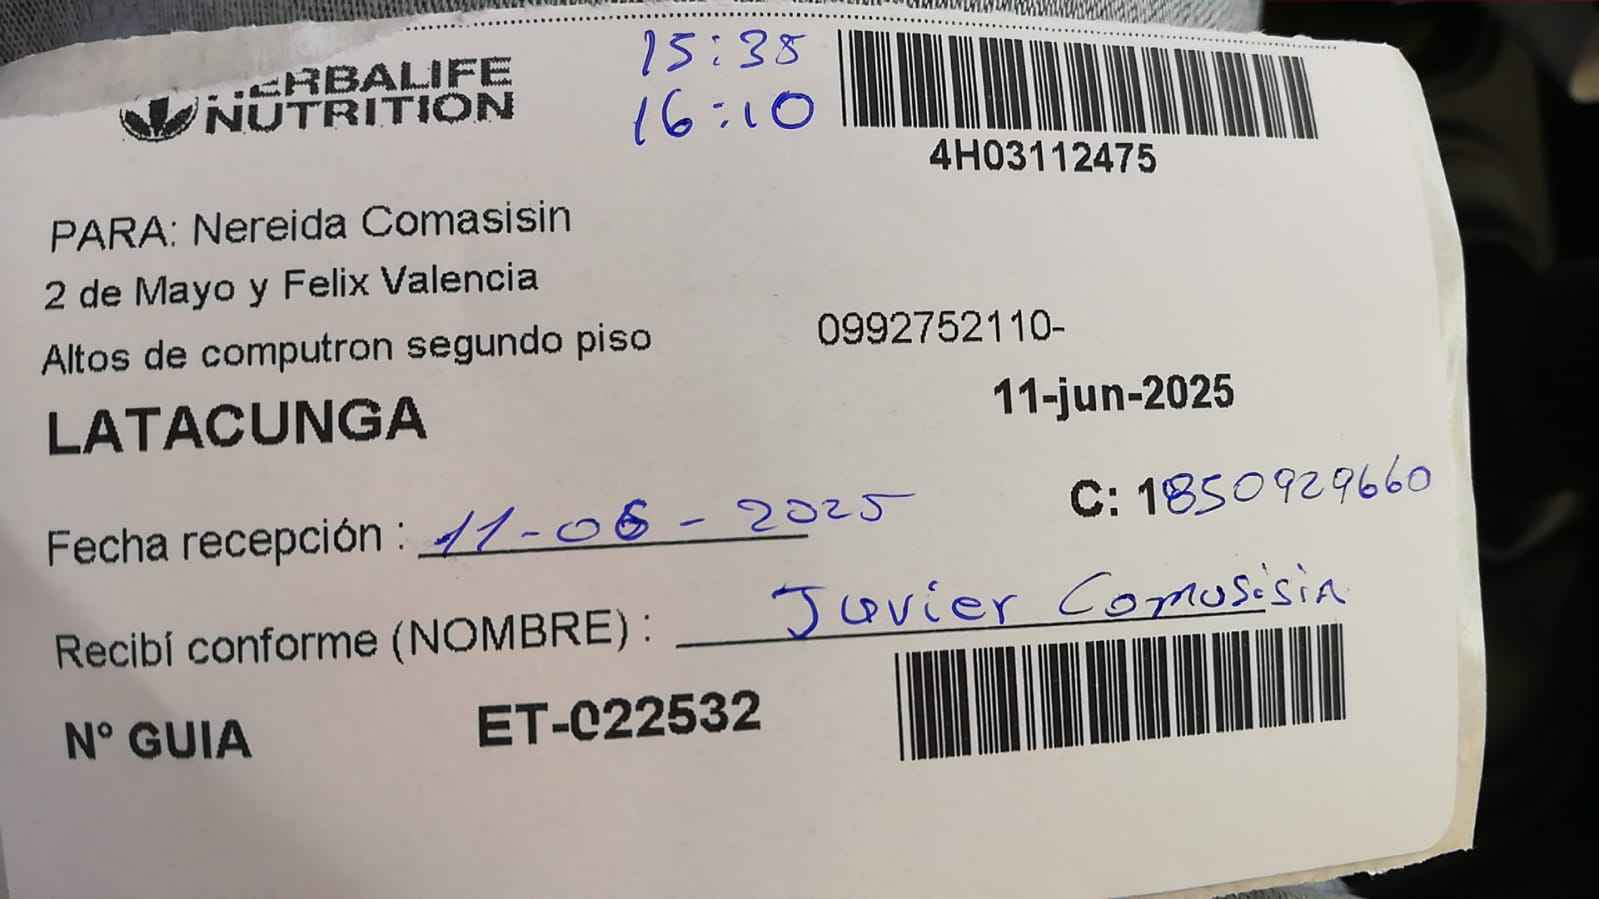 HERBALIFE
NUTRITION
15:35
16:10
4H03112475
PARA: Nereida Comasisin
2 de Mayo y Felix Valencia
Altos de computron segundo piso
0992752110-
LATACUNGA
11-jun-2025
C: 1850929660
Fecha recepción : 11-06-2025
Recibí conforme (NOMBRE) : Javier Comasisin
Nº GUIA ET-022532